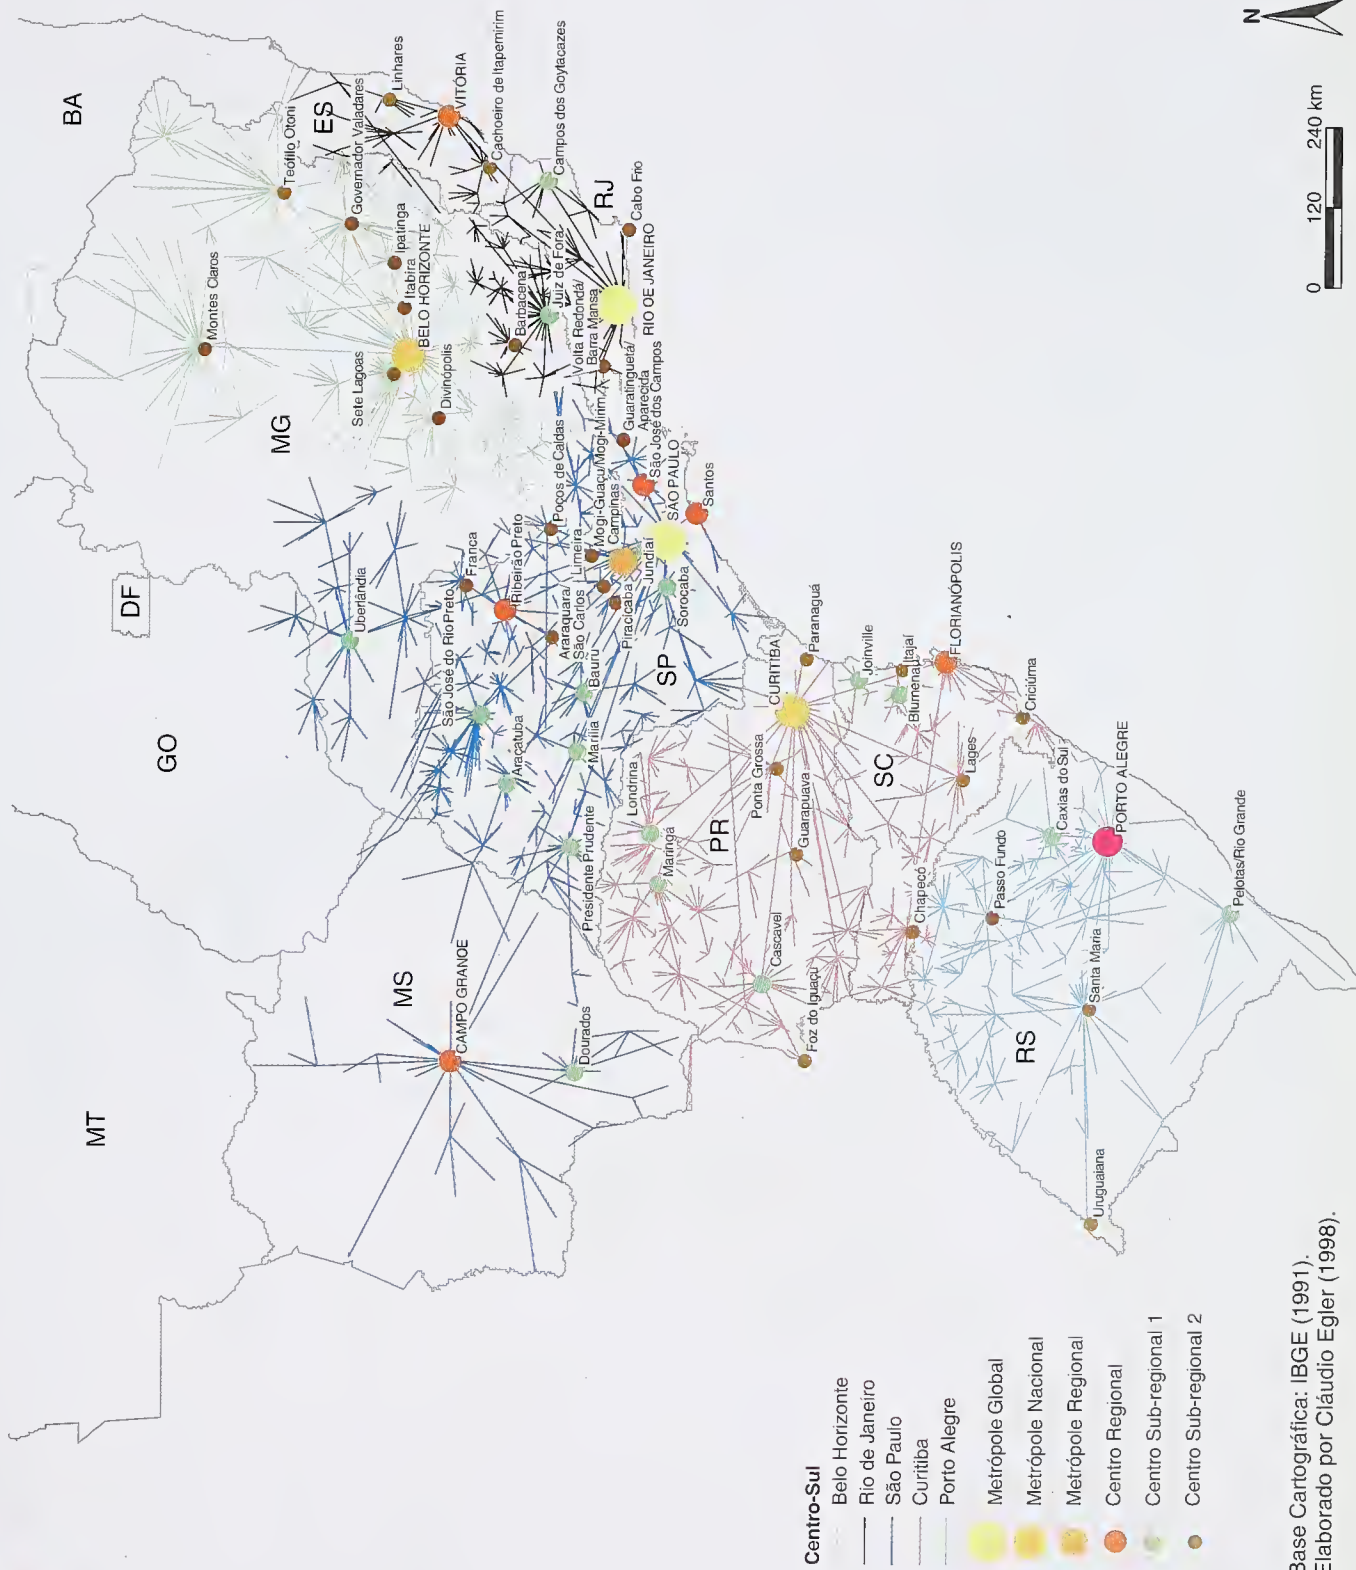 BA
MT
DF
GO
MG
ES
Teófilo Otoni
Governador Valadares
Linhares
VITÓRIA
Cachoeiro de Itapemirim
Campos dos Goytacazes
Montes Claros
Ipatinga
Itabira
BELO HORIZONTE
Sete Lagoas
Divinópolis
Barbacena
Juiz de Fora
RJ
Cabo Frio
Volta Redonda/
Barra Mansa
RIO OE JANEIRO
Guaratinguetá/
Aparecida
São José dos Campos
Poços de Caldas
Mogi-Guaçu/Mogi-Mirim
Campinas
Limeira
Jundiaí
SÃO PAULO
Santos
Uberlândia
Franca
Ribeirão Preto
São José do Rio Preto
Araraquara/
São Carlos
Piracicaba
Sorocaba
Bauru
SP
Araçatuba
Marília
Presidente Prudente
MS
CAMPO GRANDE
Dourados
Londrina
Maringá
PR
Ponta Grossa
Guarapuava
CURITIBA
Paranaguá
Cascavel
Foz do Iguaçu
Joinville
Itajaí
Blumenau
FLORIANÓPOLIS
SC
Lages
Criciúma
Chapecó
Passo Fundo
Caxias do Sul
PORTO ALEGRE
Santa Maria
RS
Uruguaiana
Pelotas/Rio Grande
N
0 120 240 km
Centro-Sul
Belo Horizonte
Rio de Janeiro
São Paulo
Curitiba
Porto Alegre
Metrópole Global
Metrópole Nacional
Metrópole Regional
Centro Regional
Centro Sub-regional 1
Centro Sub-regional 2
Base Cartográfica: IBGE (1991).
Elaborado por Cláudio Egler (1998).